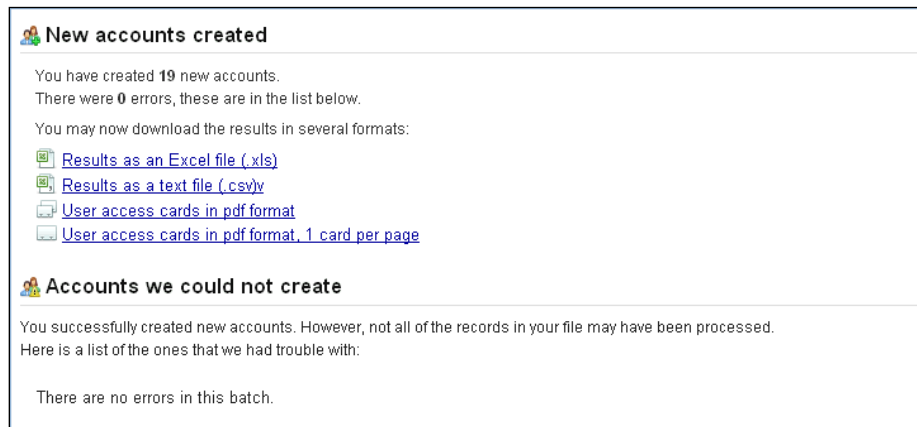 New accounts created
You have created 19 new accounts.
There were 0 errors, these are in the list below.
You may now download the results in several formats:
Results as an Excel file (.xls)
Results as a text file (.csv)v
User access cards in pdf format
User access cards in pdf format, 1 card per page
Accounts we could not create
You successfully created new accounts. However, not all of the records in your file may have been processed.
Here is a list of the ones that we had trouble with:
There are no errors in this batch.